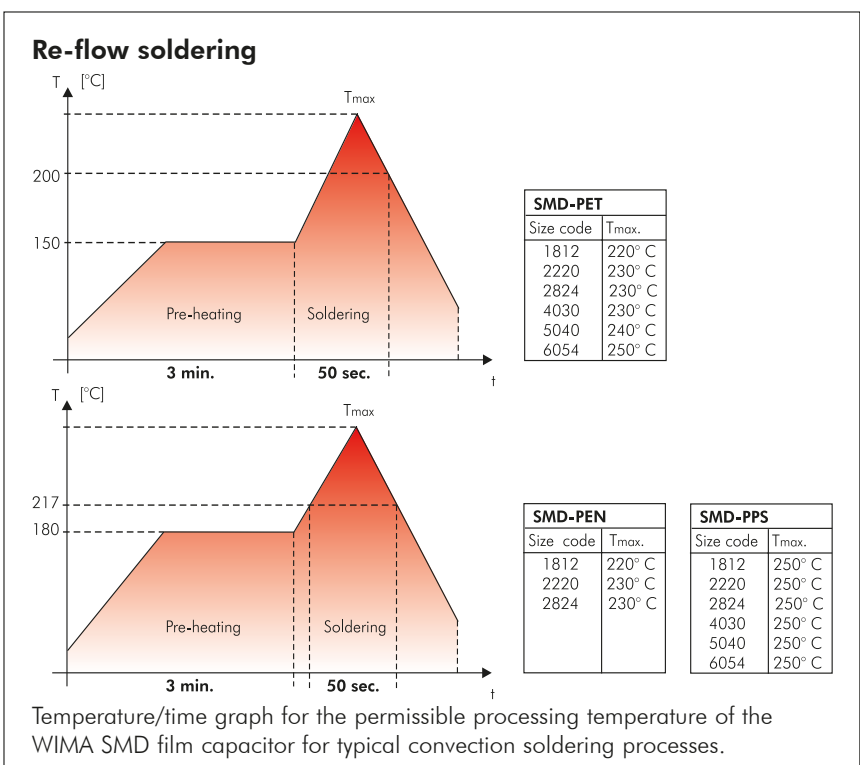 Re-flow soldering
T [°C]
Tmax
200
150
Pre-heating Soldering
3 min. 50 sec.
t
SMD-PET
Size code Tmax.
1812 220° C
2220 230° C
2824 230° C
4030 230° C
5040 240° C
6054 250° C
T [°C]
Tmax
217
180
Pre-heating Soldering
3 min. 50 sec.
t
SMD-PEN
Size code Tmax.
1812 220° C
2220 230° C
2824 230° C
SMD-PPS
Size code Tmax.
1812 250° C
2220 250° C
2824 250° C
4030 250° C
5040 250° C
6054 250° C
Temperature/time graph for the permissible processing temperature of the
WIMA SMD film capacitor for typical convection soldering processes.